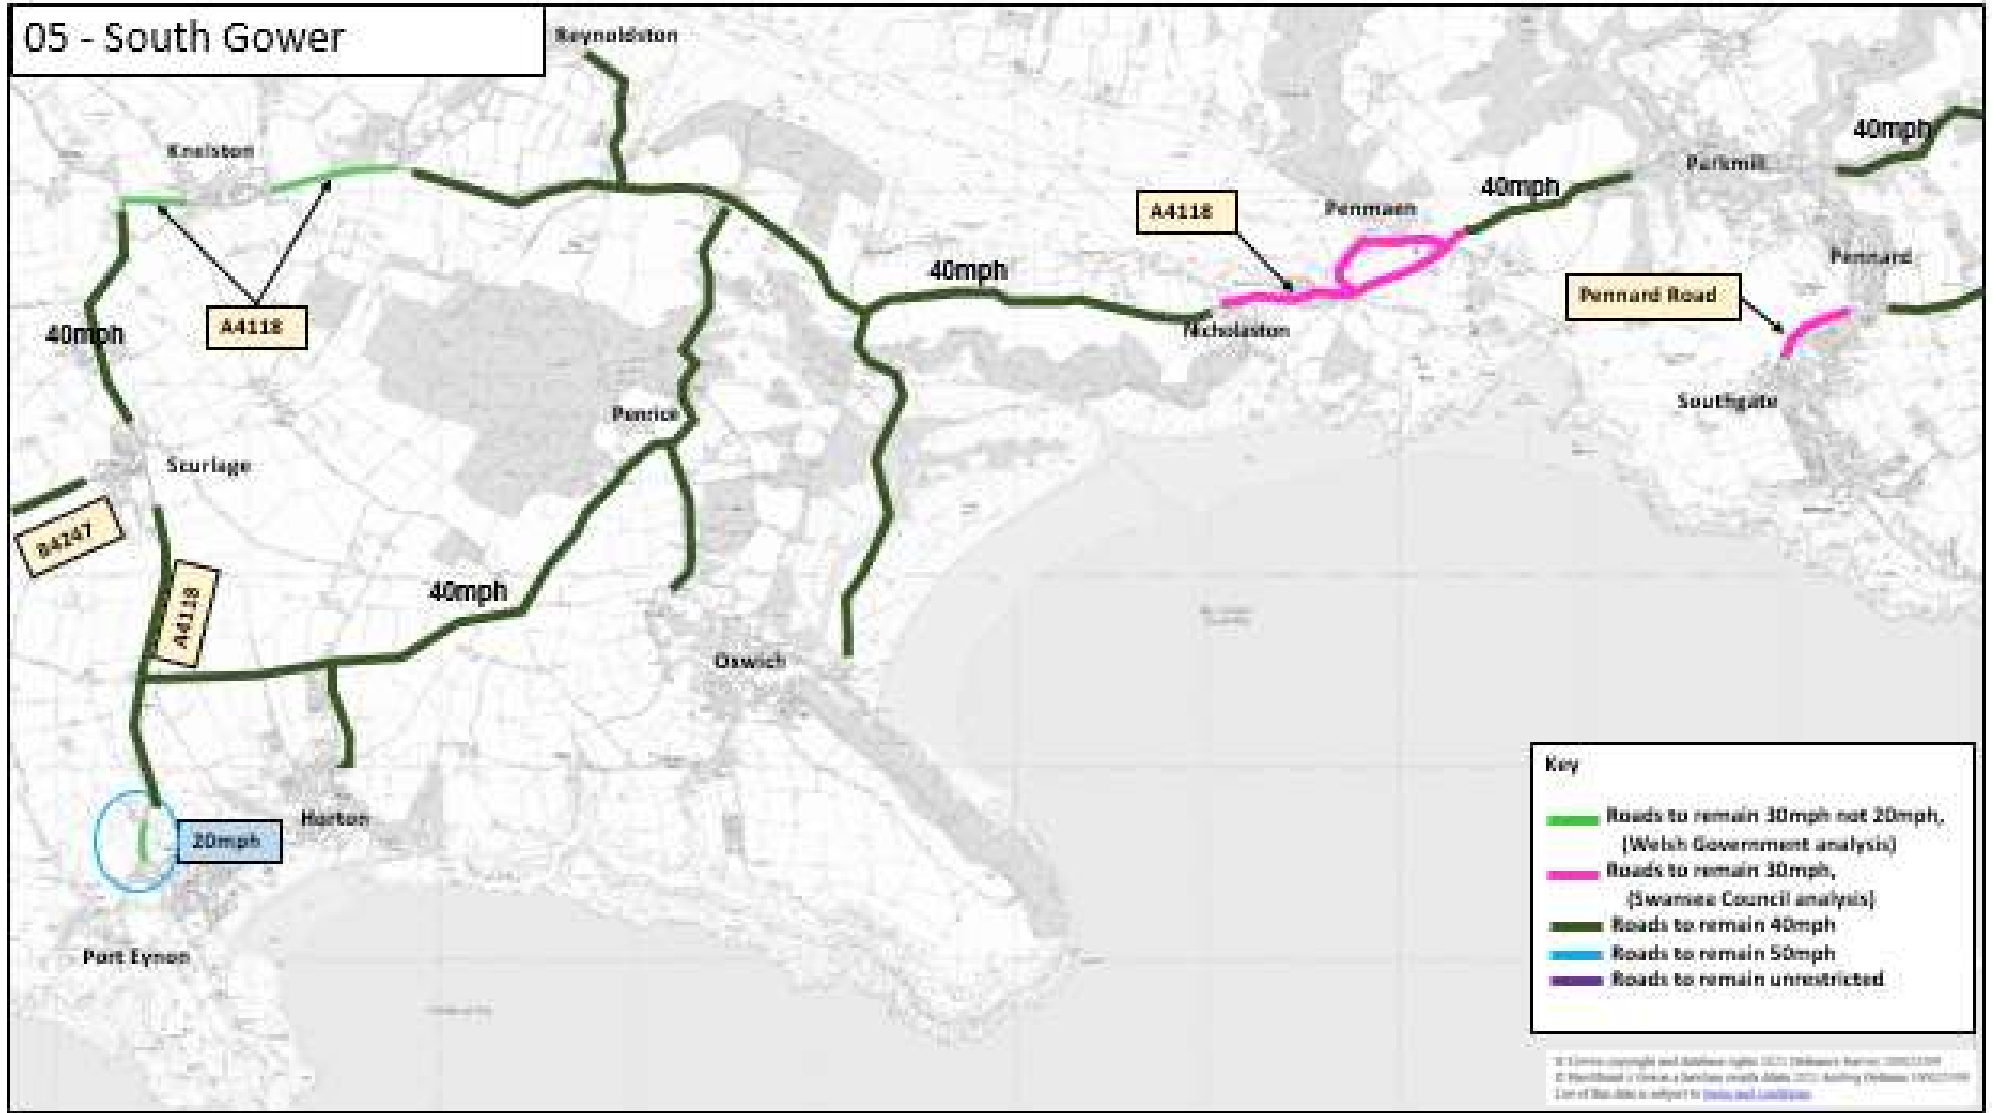 05 - South Gower
Reynoldston
40mph
Knelston
Parkmill
40mph
A4118
Penmaen
Pennard
40mph
Pennard Road
A4118
40mph
Nicholaston
Southgate
Penrice
Scurlage
B4247
A4118
40mph
Oxwich
Key
Roads to remain 30mph not 20mph,
(Welsh Government analysis)
Roads to remain 30mph,
(Swansee Council analysis)
Roads to remain 40mph
Roads to remain 50mph
Roads to remain unrestricted
Horton
20mph
Port Eynon